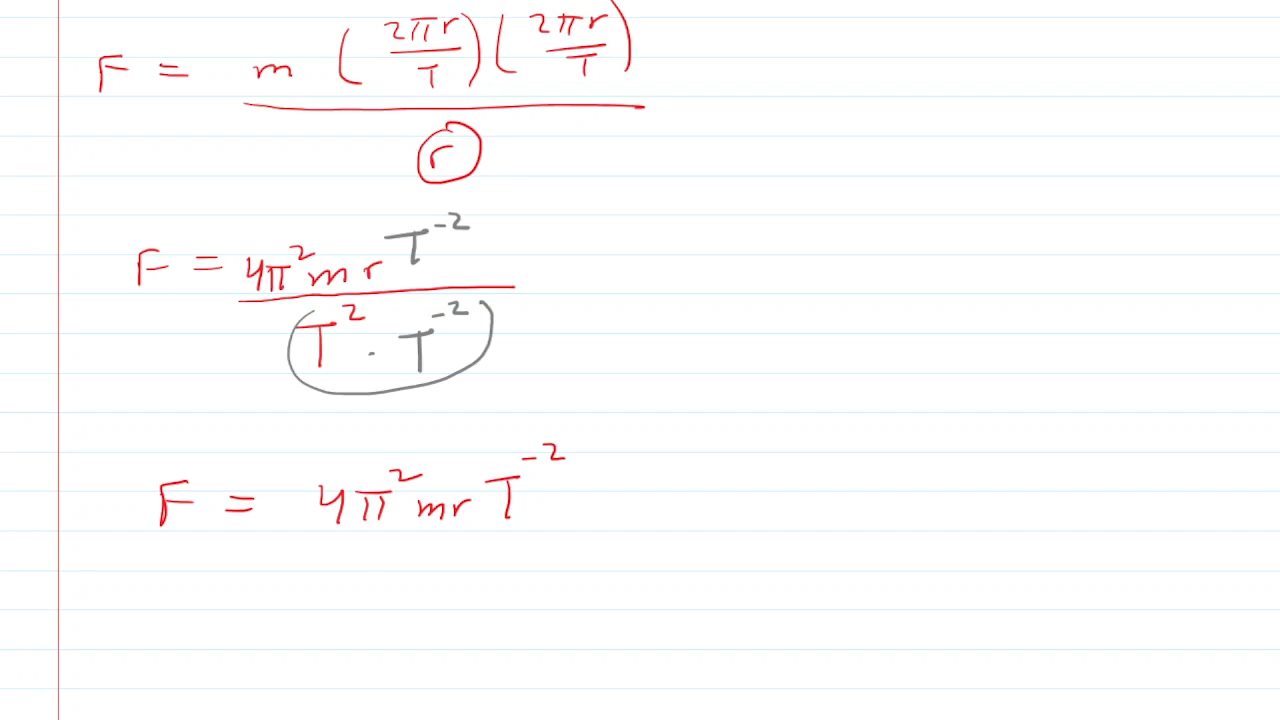 F = m (2πr/T)(2πr/T) / r
F = 4π²mr T⁻² / T² · T⁻²
F = 4π²mr T⁻²